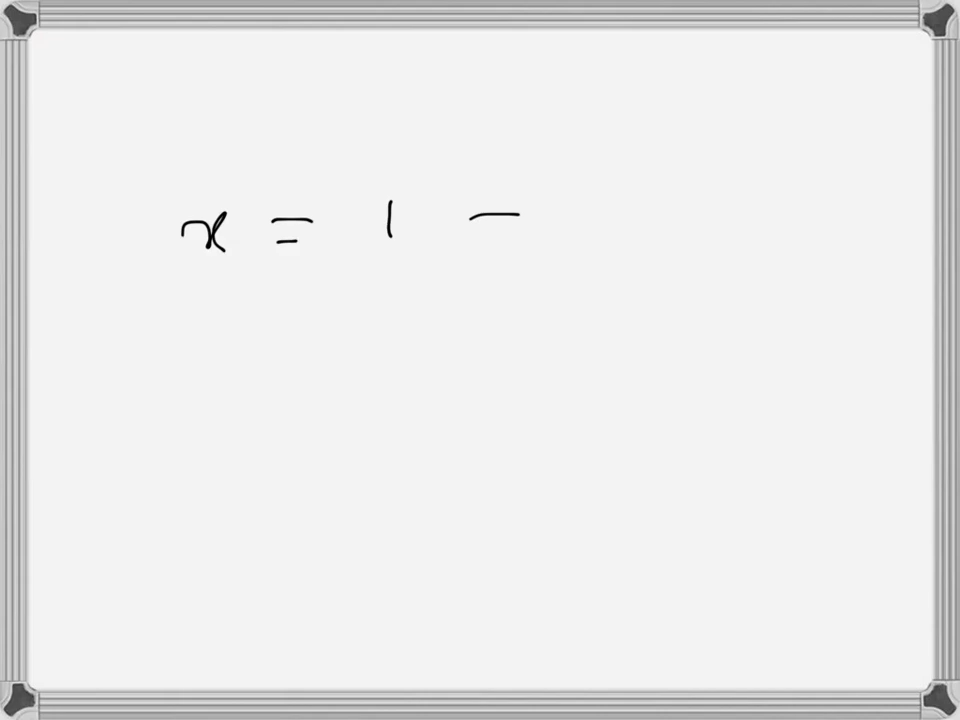 x = 1 -